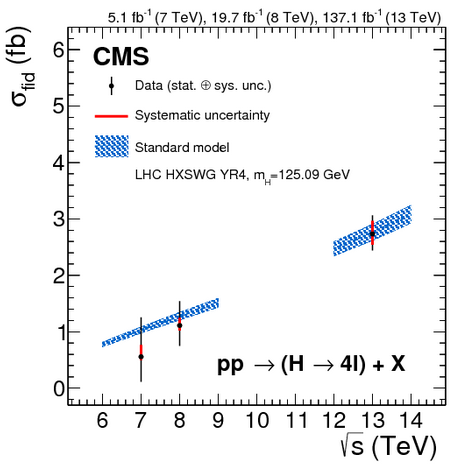 5.1 fb⁻¹ (7 TeV), 19.7 fb⁻¹ (8 TeV), 137.1 fb⁻¹ (13 TeV)
CMS
Data (stat. ⊕ sys. unc.)
Systematic uncertainty
Standard model
LHC HXSWG YR4, m_H=125.09 GeV
σ_fid (fb)
6
5
4
3
2
1
0
pp → (H → 4l) + X
6 7 8 9 10 11 12 13 14
√s (TeV)